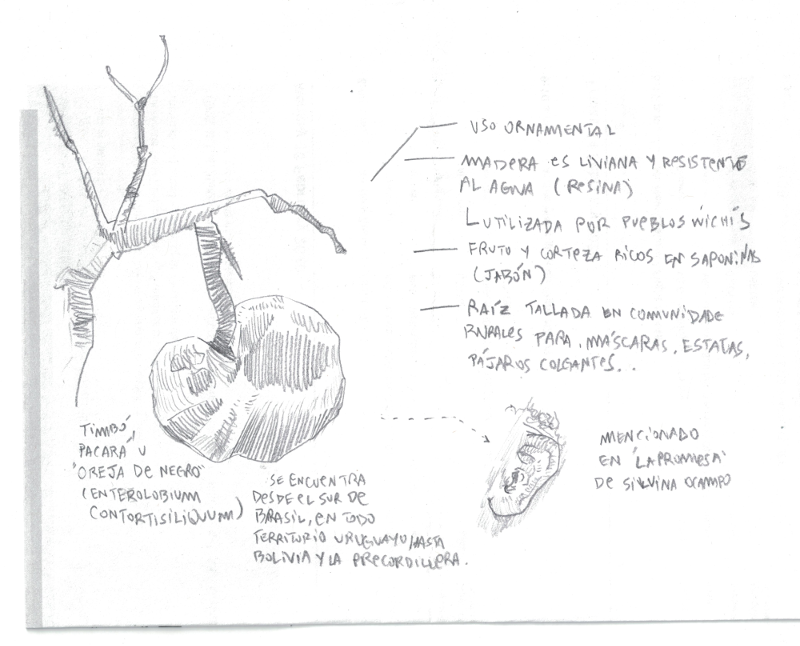 USO ORNAMENTAL
MADERA ES LIVIANA Y RESISTENTE
AL AGUA (RESINA)
UTILIZADA POR PUEBLOS WICHÍS
FRUTO Y CORTEZA RICOS EN SAPONINAS
(JABÓN)
RAÍZ TALLADA EN COMUNIDADE
RURALES PARA, MÁSCARAS, ESTATAS,
PÁJAROS COLGANTES..
TIMBÓ,
PACARA U
"OREJA DE NEGRO"
(ENTEROLOBIUM
CONTORTISILIQUUM)
SE ENCUENTRA
DESDE EL SUR DE
BRASIL, EN TODO
TERRITORIO URUGUAYO/HASTA
BOLIVIA Y LA PRECORDILLERA.
MENCIONADO
EN "LA PROMESA"
DE SILVINA OCAMPO